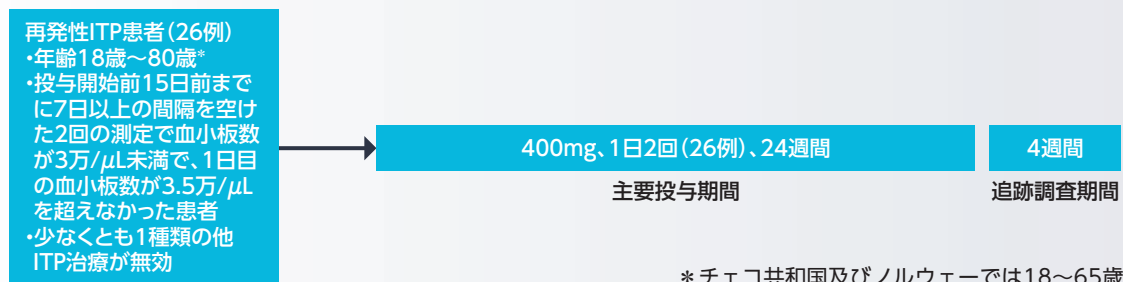 再発性ITP患者（26例）
・年齢18歳～80歳*
・投与開始前15日前まで
に7日以上の間隔を空け
た2回の測定で血小板数
が3万/μL未満で、1日目
の血小板数が3.5万/μL
を超えなかった患者
・少なくとも1種類の他
ITP治療が無効
400mg、1日2回（26例）、24週間
4週間
主要投与期間
追跡調査期間
＊チェコ共和国及びノルウェーでは18～65歳